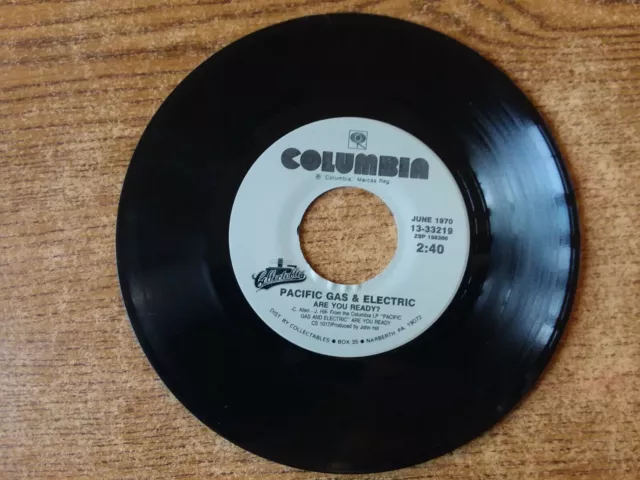 COLUMBIA
® Columbia, Marcas Reg.
JUNE 1970
13-33219
2:40
Collectables
PACIFIC GAS & ELECTRIC
ARE YOU READY?
-C. Allen - J. Hill- From the Columbia LP "PACIFIC
GAS AND ELECTRIC" ARE YOU READY
CS 1017/Produced by John Hill
DIST. BY COLLECTABLES • BOX 35 • NARBERTH, PA. 19072